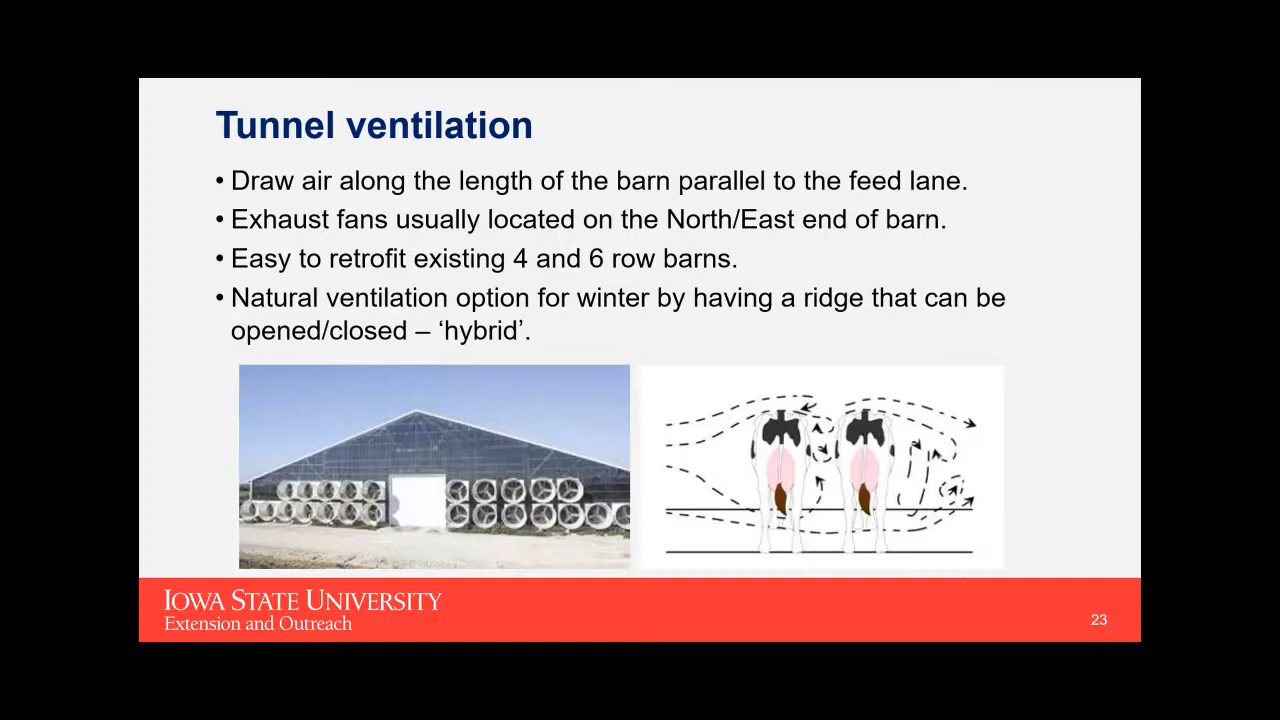 Tunnel ventilation
• Draw air along the length of the barn parallel to the feed lane.
• Exhaust fans usually located on the North/East end of barn.
• Easy to retrofit existing 4 and 6 row barns.
• Natural ventilation option for winter by having a ridge that can be
opened/closed – ‘hybrid’.
IOWA STATE UNIVERSITY
Extension and Outreach
23